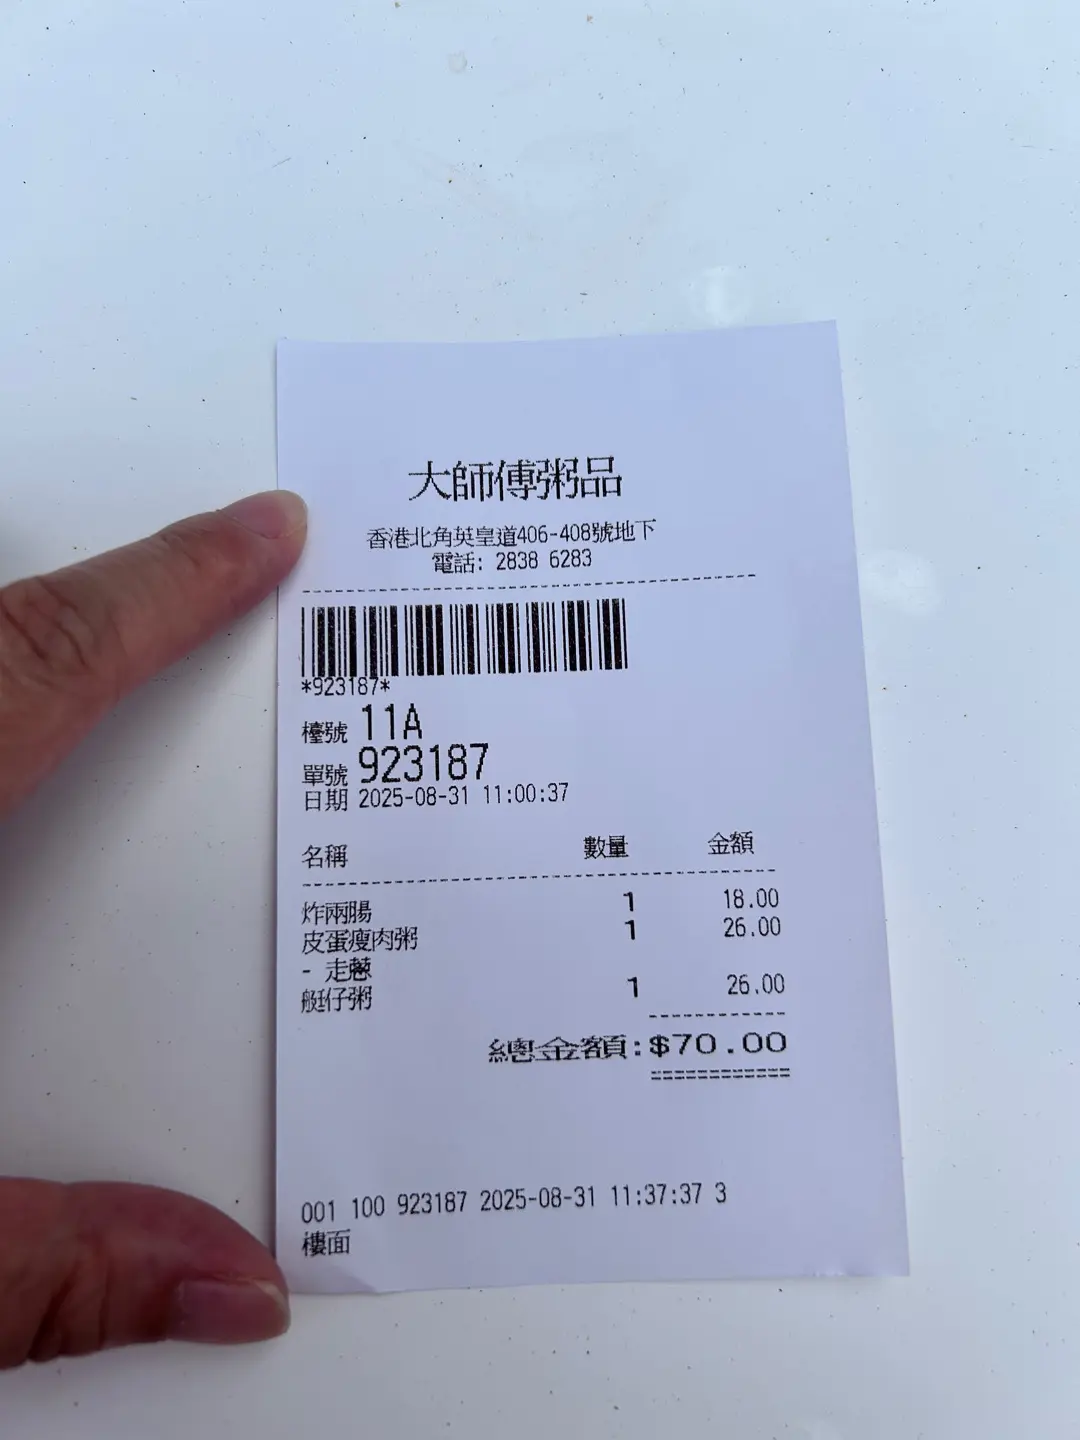 大師傅粥品
香港北角英皇道406-408號地下
電話: 2838 6283
*923187*
檯號 11A
單號 923187
日期 2025-08-31 11:00:37
名稱 數量 金額
炸兩腸 1 18.00
皮蛋瘦肉粥 1 26.00
- 走蔥
艇仔粥 1 26.00
總金額:$70.00
001 100 923187 2025-08-31 11:37:37 3
樓面